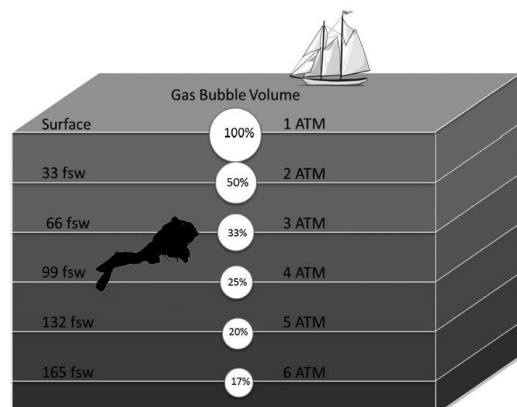 Gas Bubble Volume
Surface 100% 1 ATM
33 fsw 50% 2 ATM
66 fsw 33% 3 ATM
99 fsw 25% 4 ATM
132 fsw 20% 5 ATM
165 fsw 17% 6 ATM